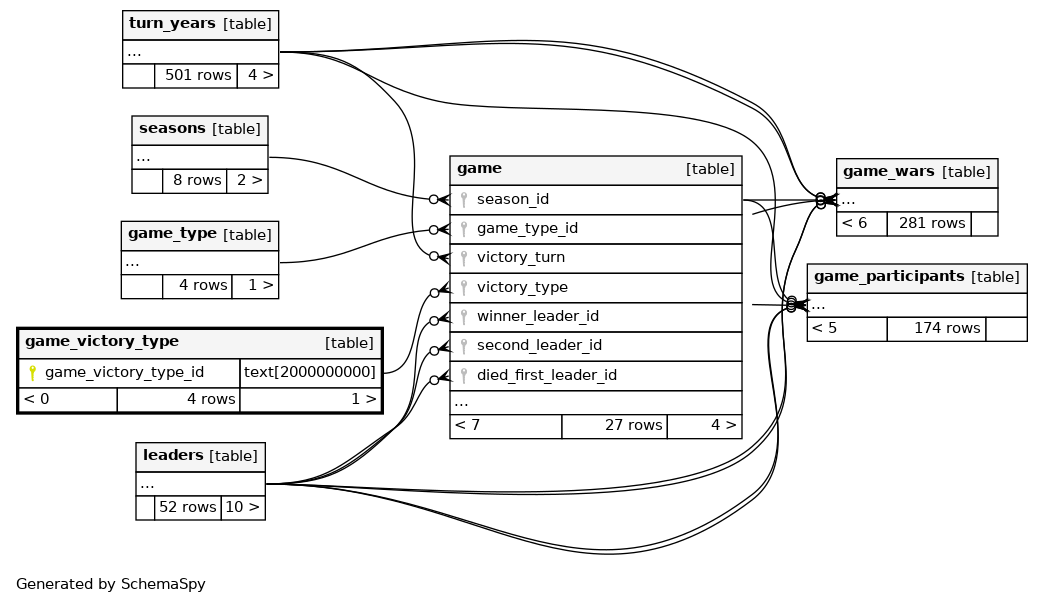 turn_years [table]
...
501 rows 4 >
seasons [table]
...
8 rows 2 >
game_type [table]
...
4 rows 1 >
game_victory_type [table]
game_victory_type_id text[2000000000]
< 0 4 rows 1 >
leaders [table]
...
52 rows 10 >
game [table]
season_id
game_type_id
victory_turn
victory_type
winner_leader_id
second_leader_id
died_first_leader_id
...
< 7 27 rows 4 >
game_wars [table]
...
< 6 281 rows
game_participants [table]
...
< 5 174 rows
Generated by SchemaSpy